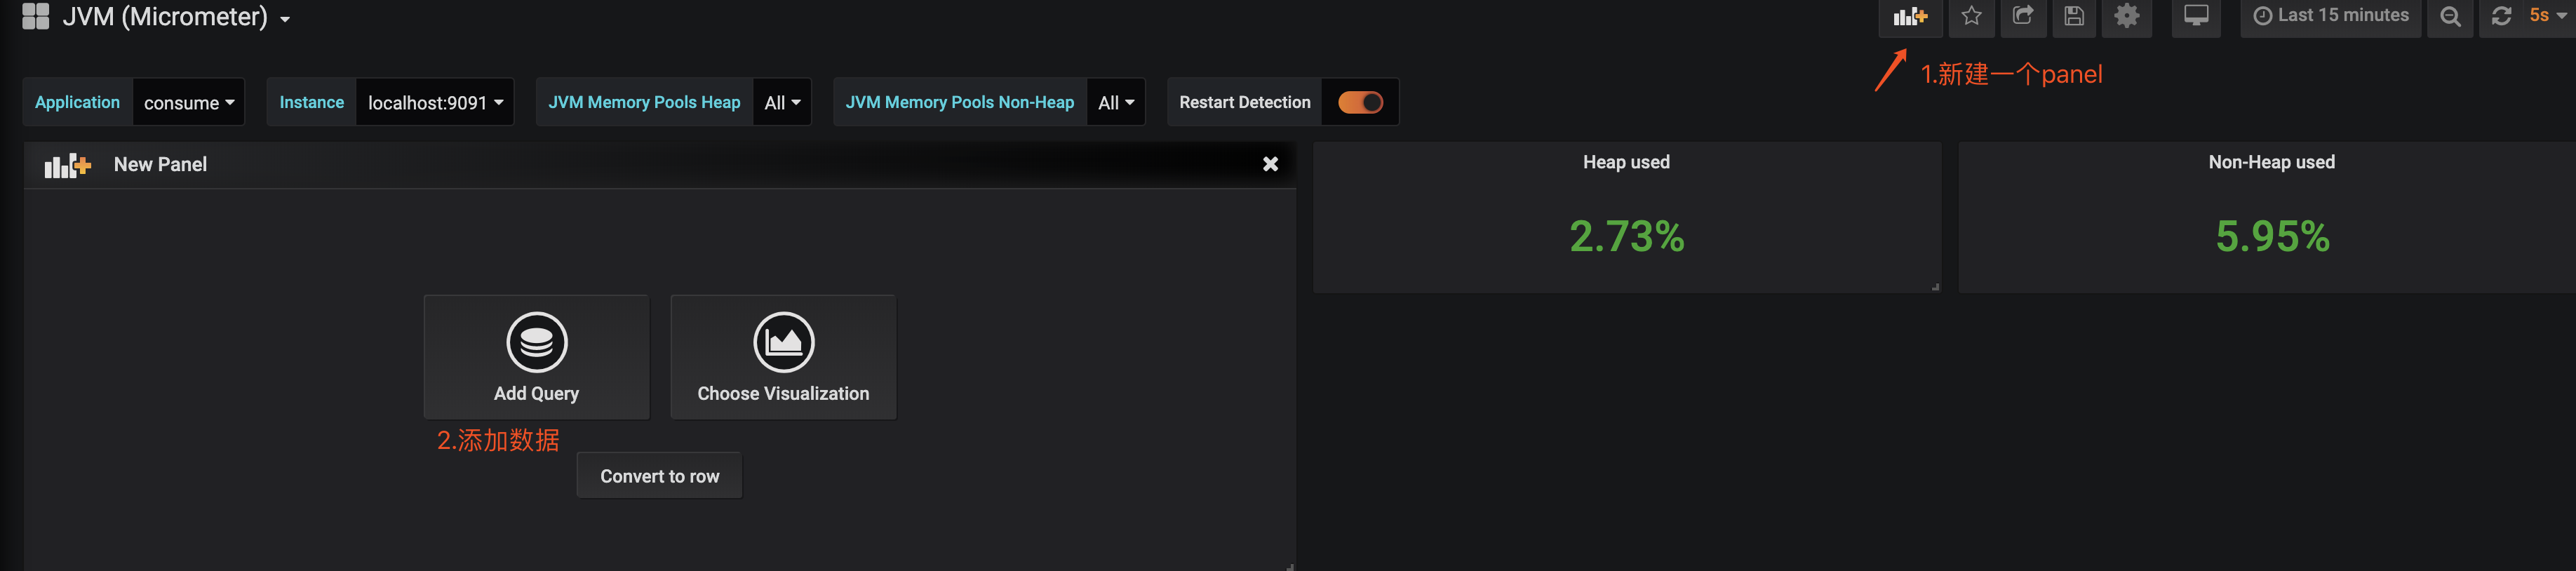 JVM (Micrometer)
Last 15 minutes
5s
1.新建一个panel
Application consume
Instance localhost:9091
JVM Memory Pools Heap All
JVM Memory Pools Non-Heap All
Restart Detection
New Panel
Heap used
Non-Heap used
2.73%
5.95%
Add Query
Choose Visualization
2.添加数据
Convert to row